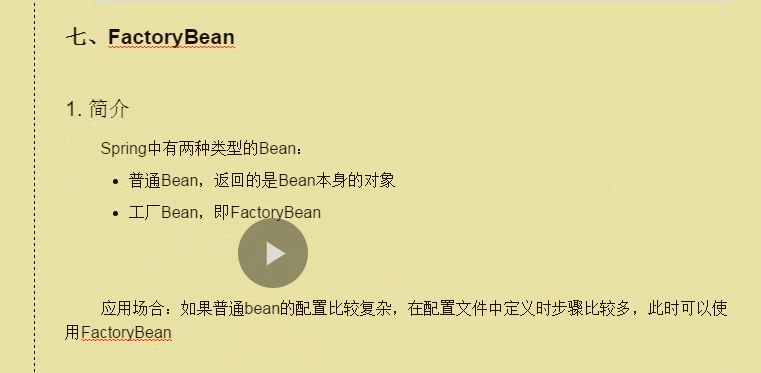 七、FactoryBean
1. 简介
Spring中有两种类型的Bean：
• 普通Bean，返回的是Bean本身的对象
• 工厂Bean，即FactoryBean
应用场合：如果普通bean的配置比较复杂，在配置文件中定义时步骤比较多，此时可以使
用FactoryBean